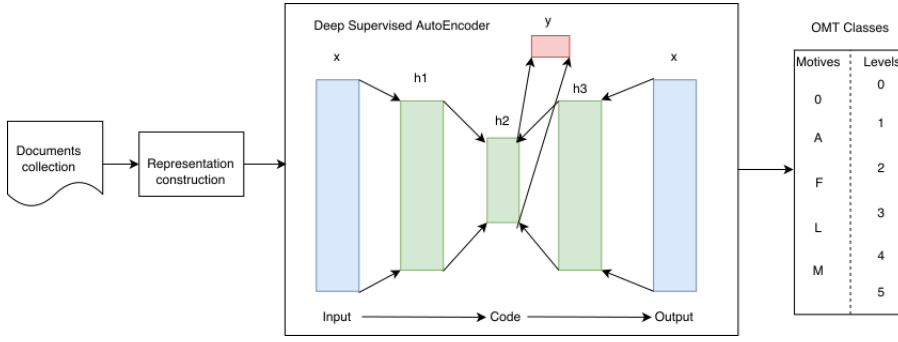 Documents
collection
Representation
construction
Deep Supervised AutoEncoder
x
h1
h2
y
h3
x
Input
Code
Output
OMT Classes
Motives
Levels
0
A
F
L
M
0
1
2
3
4
5